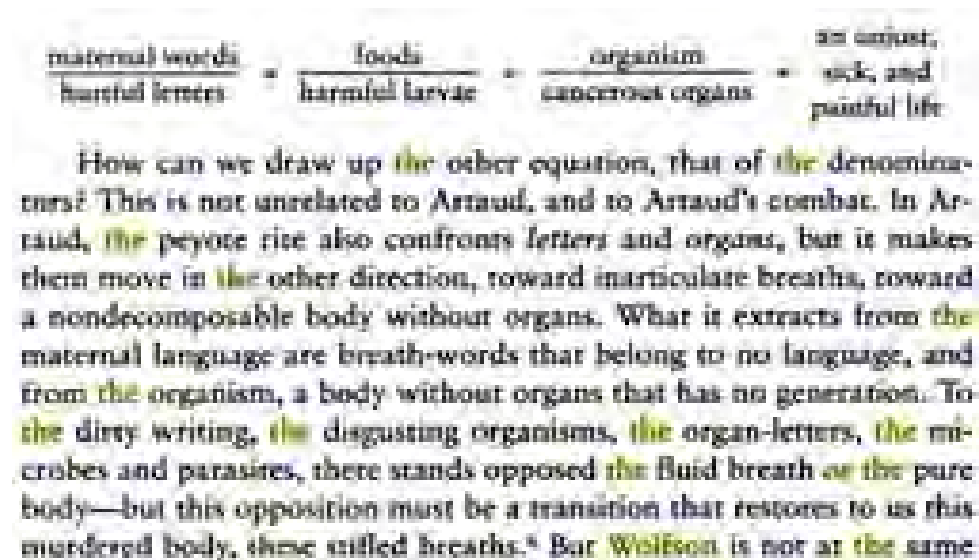 maternal words / hurtful letters = foods / harmful larvae = organism / cancerous organs = an unjust, sick, and painful life
How can we draw up the other equation, that of the denomina-
tors? This is not unrelated to Artaud, and to Artaud's combat. In Ar-
taud, the peyote rite also confronts letters and organs, but it makes
them move in the other direction, toward inarticulate breaths, toward
a nondecomposable body without organs. What it extracts from the
maternal language are breath-words that belong to no language, and
from the organism, a body without organs that has no generation. To
the dirty writing, the disgusting organisms, the organ-letters, the mi-
crobes and parasites, there stands opposed the fluid breath or the pure
body—but this opposition must be a transition that restores to us this
murdered body, these stifled breaths. But Wolfson is not at the same